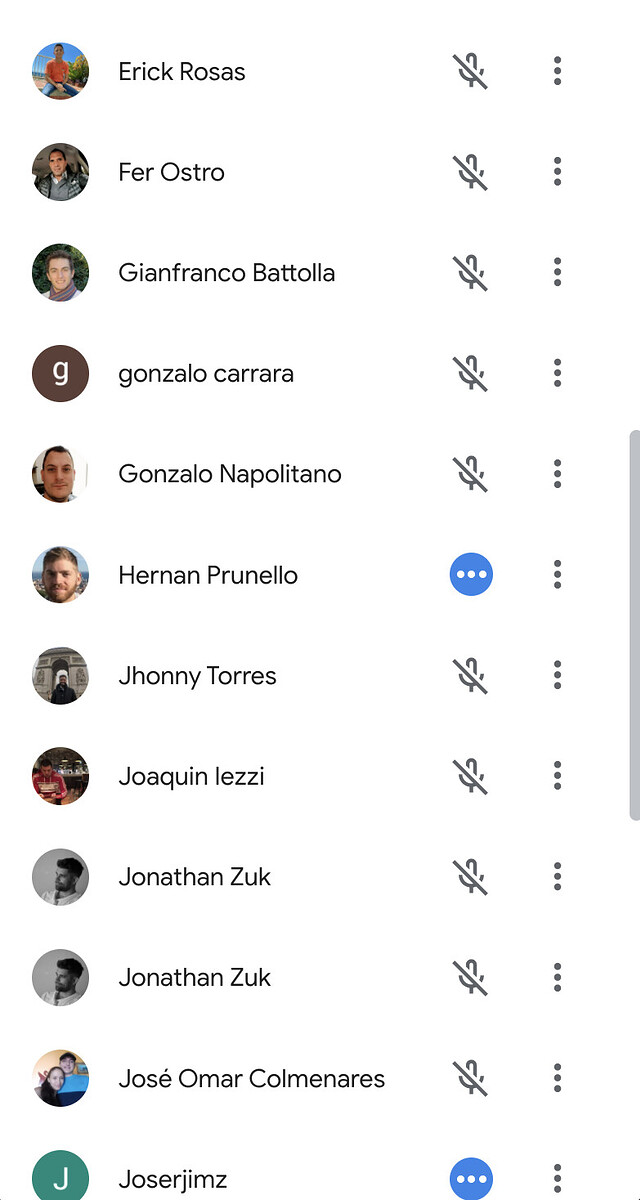 Erick Rosas
Fer Ostro
Gianfranco Battolla
g
gonzalo carrara
Gonzalo Napolitano
Hernan Prunello
Jhonny Torres
Joaquin Iezzi
Jonathan Zuk
Jonathan Zuk
José Omar Colmenares
J
Joserjimz